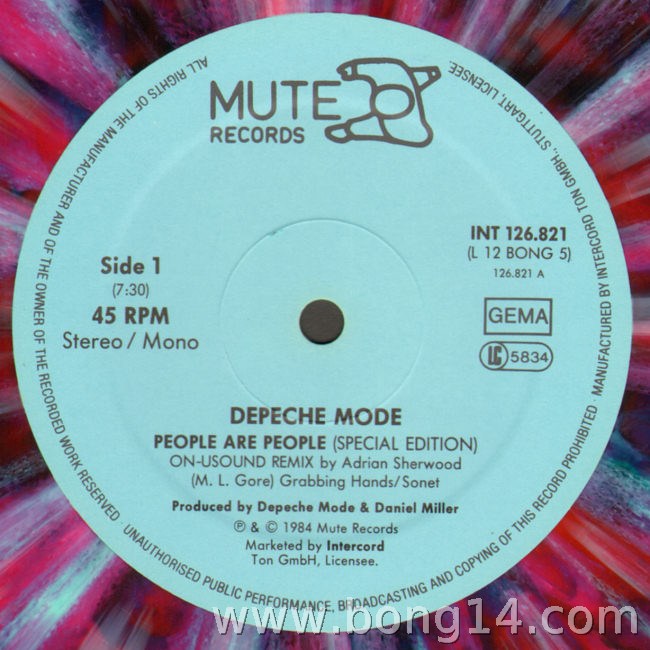 MUTE
RECORDS
ALL RIGHTS OF THE MANUFACTURER AND OF THE OWNER OF THE RECORDED WORK RESERVED · UNAUTHORISED PUBLIC PERFORMANCE, BROADCASTING AND COPYING OF THIS RECORD PROHIBITED · MANUFACTURED BY INTERCORD TON GMBH., STUTTGART, LICENSEE.
Side 1
(7:30)
45 RPM
Stereo / Mono
INT 126.821
(L 12 BONG 5)
126.821 A
GEMA
LC 5834
DEPECHE MODE
PEOPLE ARE PEOPLE (SPECIAL EDITION)
ON-USOUND REMIX by Adrian Sherwood
(M. L. Gore) Grabbing Hands/Sonet
Produced by Depeche Mode & Daniel Miller
℗ & © 1984 Mute Records
Marketed by Intercord
Ton GmbH, Licensee.
www.bong14.com